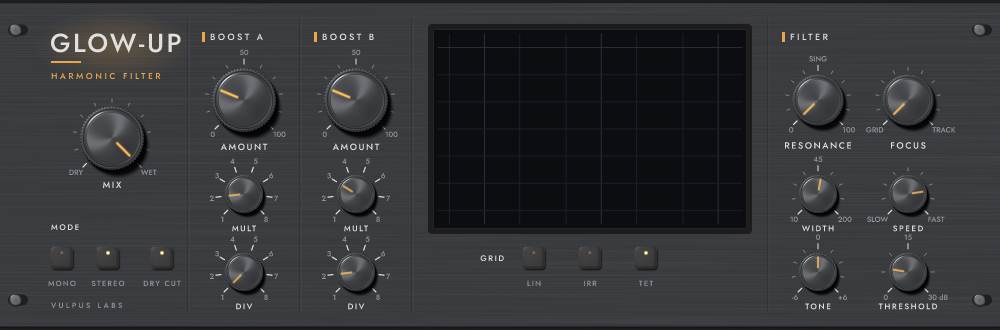 GLOW-UP
HARMONIC FILTER
DRY WET
MIX
MODE
MONO STEREO DRY CUT
VULPUS LABS
BOOST A
50
0 100
AMOUNT
4 5
3 6
2 7
1 8
MULT
4 5
3 6
2 7
1 8
DIV
BOOST B
50
0 100
AMOUNT
4 5
3 6
2 7
1 8
MULT
4 5
3 6
2 7
1 8
DIV
GRID
LIN IRR TET
FILTER
SING
0 100
RESONANCE
GRID TRACK
FOCUS
45
10 200
WIDTH
SLOW FAST
SPEED
0
-6 +6
TONE
15
0 30 dB
THRESHOLD